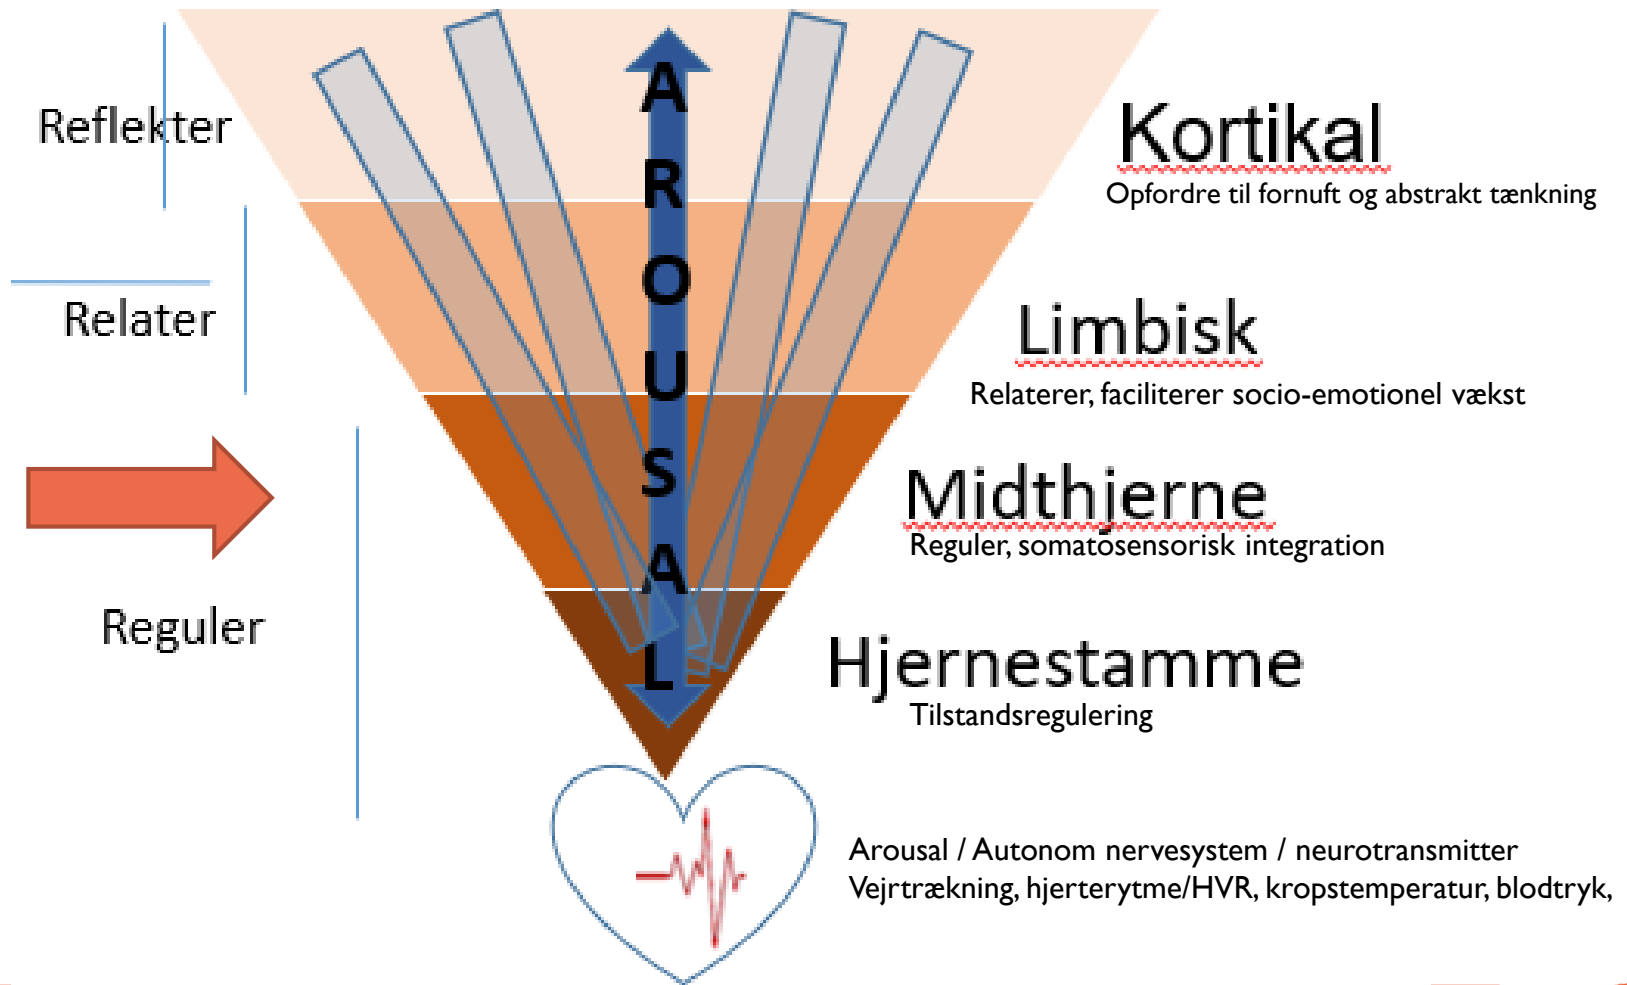 Reflekter
Relater
Reguler
AROUSAL
Kortikal
Opfordre til fornuft og abstrakt tænkning
Limbisk
Relaterer, faciliterer socio-emotionel vækst
Midthjerne
Reguler, somatosensorisk integration
Hjernestamme
Tilstandsregulering
Arousal / Autonom nervesystem / neurotransmitter
Vejrtrækning, hjerterytme/HVR, kropstemperatur, blodtryk,